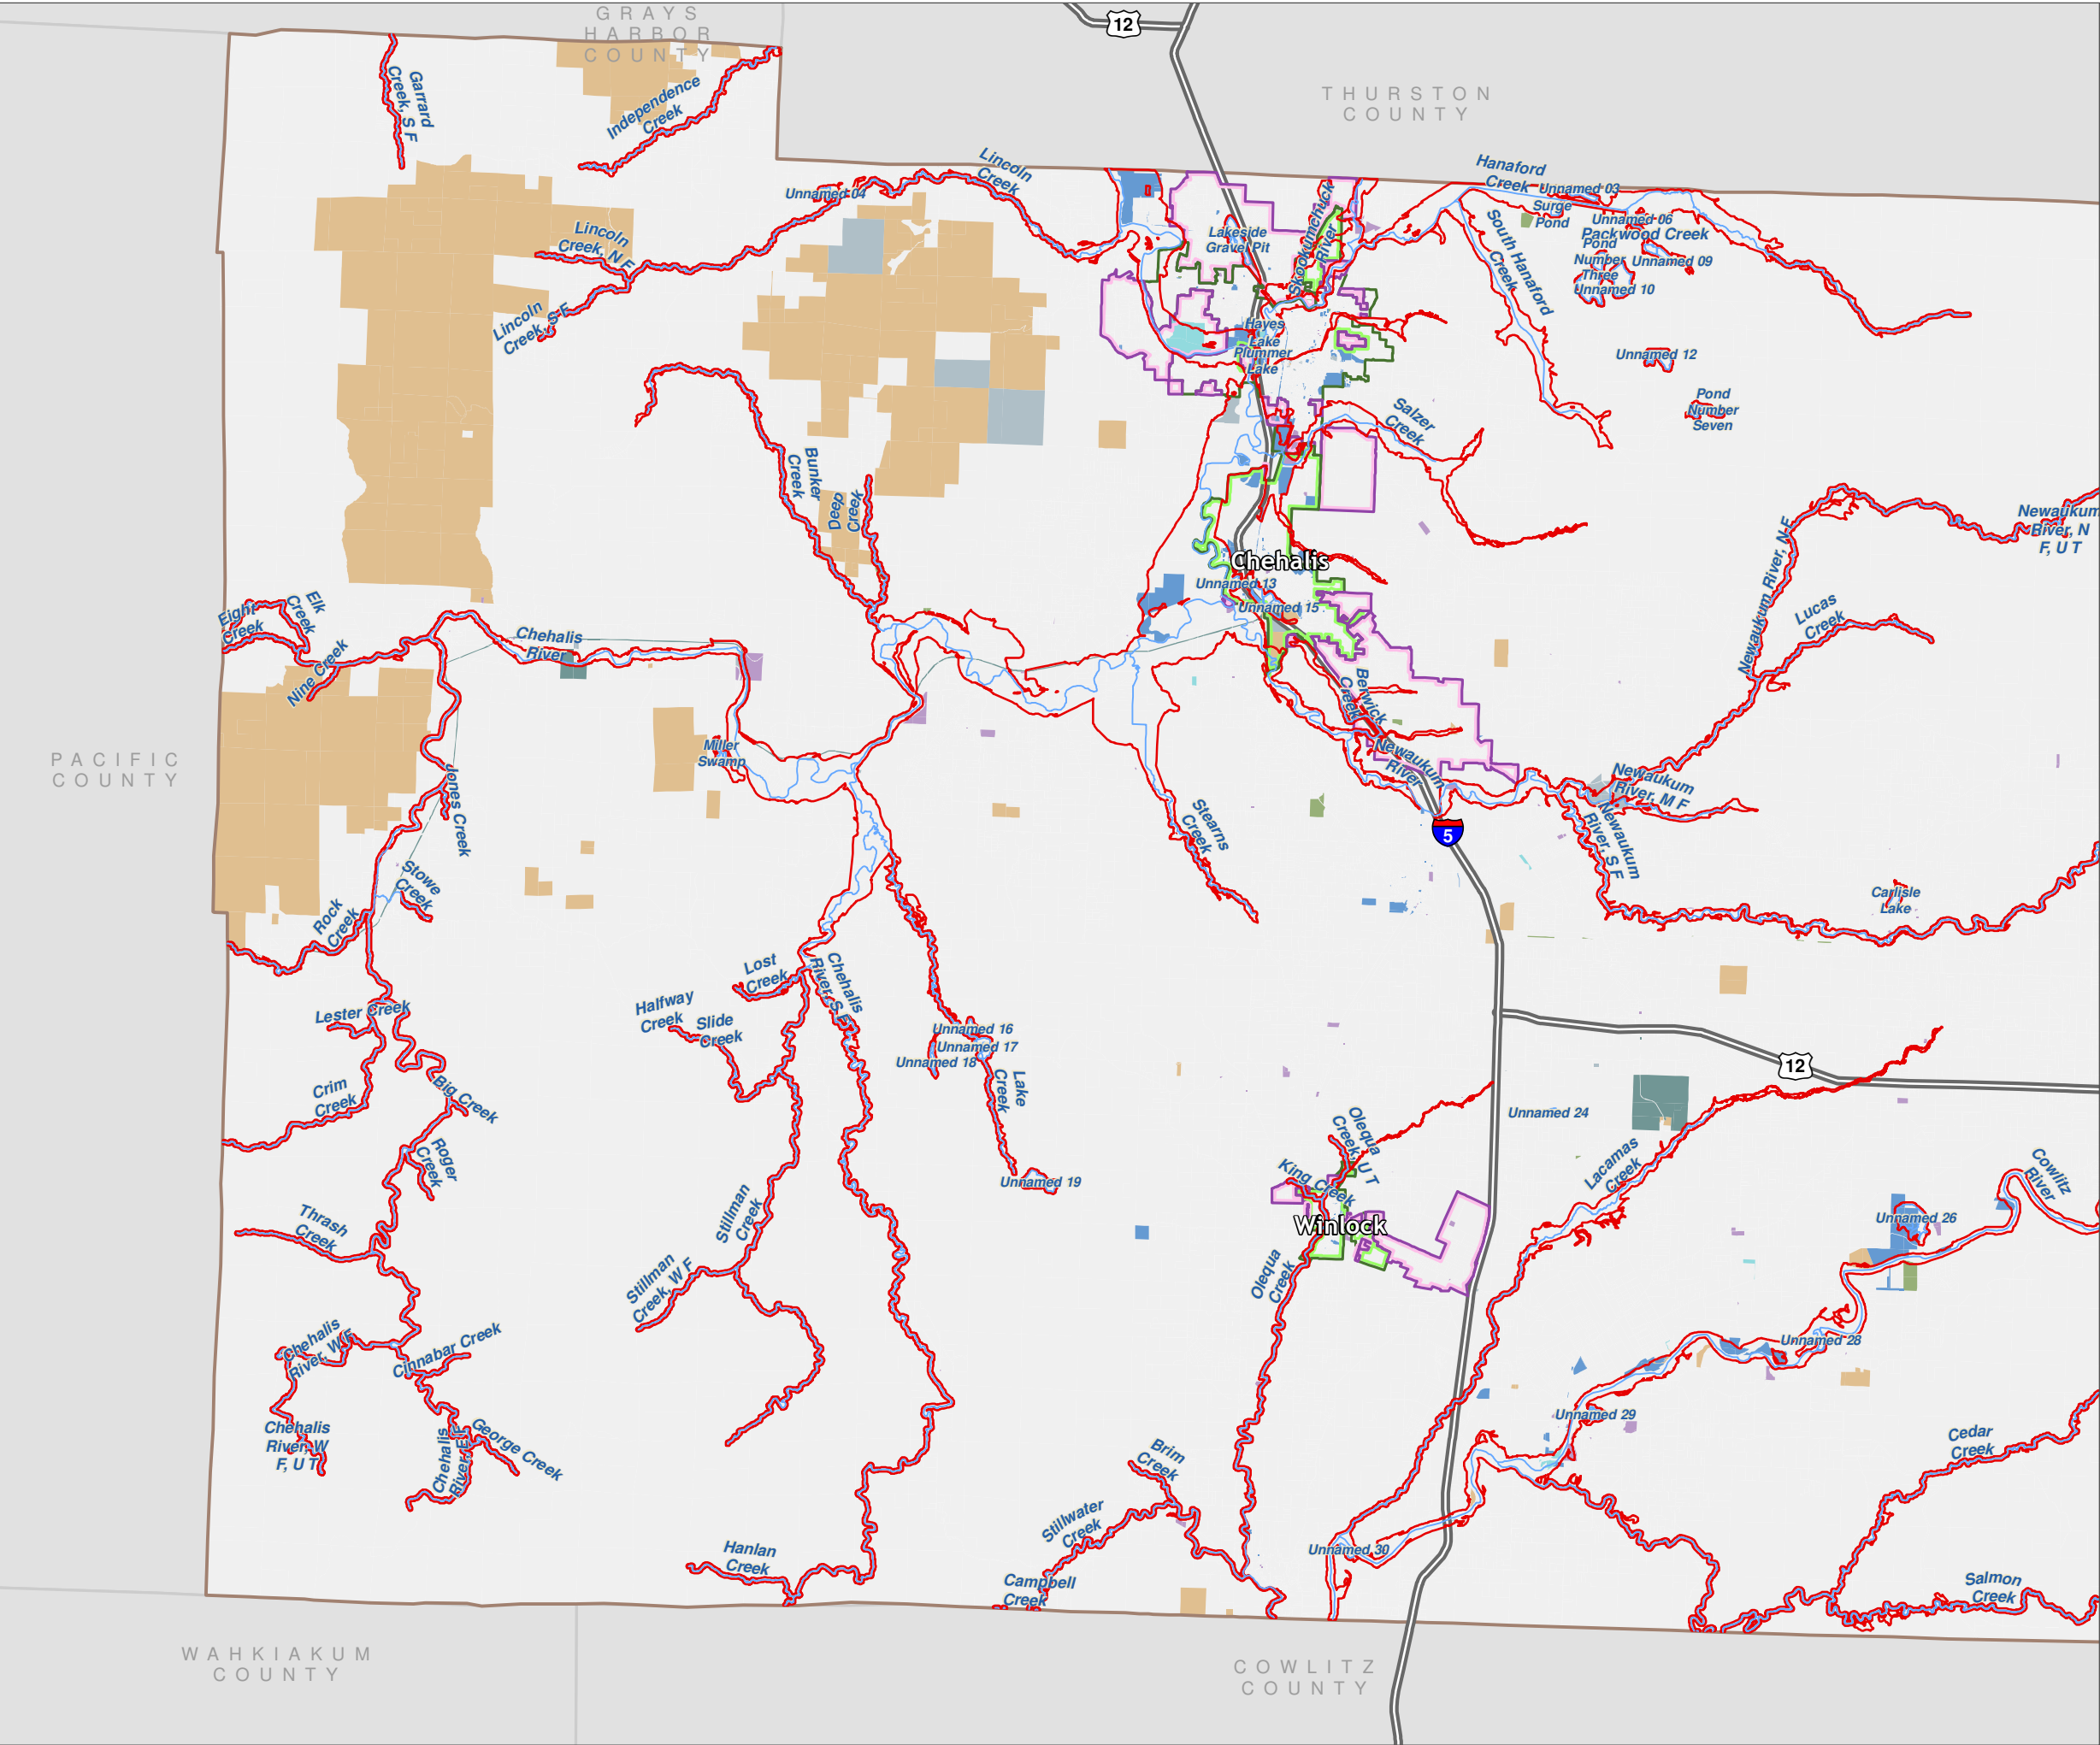 GRAYS
HARBOR
COUNTY
12
THURSTON
COUNTY
Garrard
Creek, S F
Independence
Creek
Lincoln
Creek
Unnamed 04
Hanaford
Creek
Unnamed 03
Surge
Pond
Unnamed 06
Packwood Creek
Pond
Number
Three
Unnamed 09
Unnamed 10
Skookumchuck
River
Lakeside
Gravel Pit
South Hanaford
Creek
Lincoln
Creek, N F
Lincoln
Creek, S F
Hayes
Lake
Plummer
Lake
Unnamed 12
Pond
Number
Seven
Salzer
Creek
Bunker
Creek
Deep
Creek
Newaukum
River, N
F, U T
Newaukum River, N F
Chehalis
Unnamed 13
Unnamed 15
Lucas
Creek
Eight
Creek
Elk
Creek
Nine Creek
Chehalis
River
Berwick
Creek
Miller
Swamp
Newaukum
River
Newaukum
River, M F
Newaukum
River, S F
PACIFIC
COUNTY
Jones Creek
Stearns
Creek
5
Stowe
Creek
Rock
Creek
Carlisle
Lake
Lost
Creek
Chehalis
River, S F
Halfway
Creek
Slide
Creek
Lester Creek
Unnamed 16
Unnamed 17
Unnamed 18
Lake
Creek
12
Crim
Creek
Big Creek
Unnamed 24
Olequa
Creek, U T
Roger
Creek
King Creek
Lacamas
Creek
Cowlitz
River
Unnamed 19
Winlock
Unnamed 26
Thrash
Creek
Stillman
Creek
Stillman
Creek, W F
Olequa
Creek
Chehalis
River, W F
Cinnabar Creek
Unnamed 28
Unnamed 29
Chehalis
River, W
F, U T
Chehalis
River, E F
George Creek
Brim
Creek
Cedar
Creek
Stillwater
Creek
Unnamed 30
Hanlan
Creek
Campbell
Creek
Salmon
Creek
WAHKIAKUM
COUNTY
COWLITZ
COUNTY